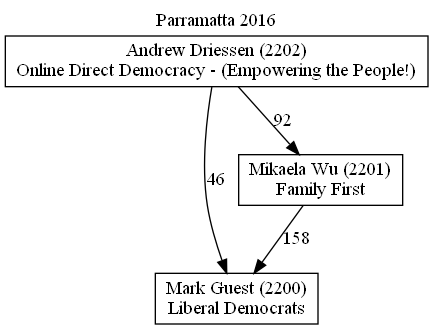 Parramatta 2016
Andrew Driessen (2202)
Online Direct Democracy - (Empowering the People!)
92
46
Mikaela Wu (2201)
Family First
158
Mark Guest (2200)
Liberal Democrats